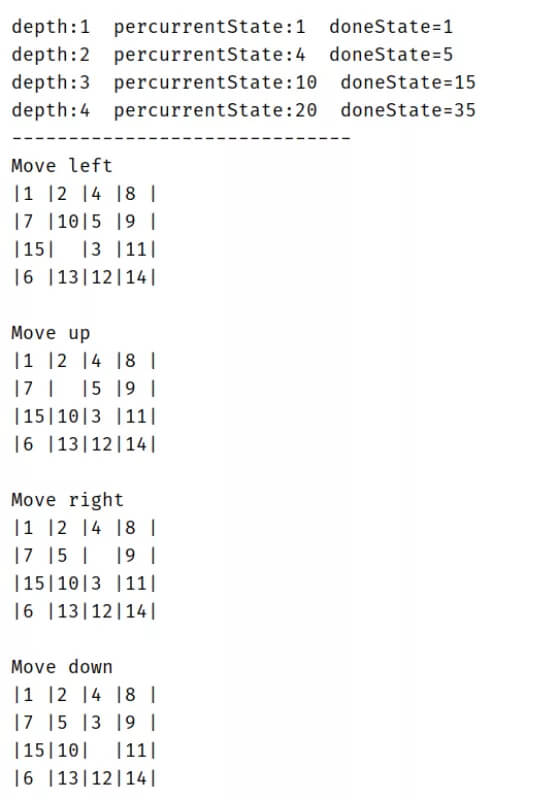 depth:1  percurrentState:1  doneState=1
depth:2  percurrentState:4  doneState=5
depth:3  percurrentState:10  doneState=15
depth:4  percurrentState:20  doneState=35
------------------------------
Move left
|1 |2 |4 |8 |
|7 |10|5 |9 |
|15|  |3 |11|
|6 |13|12|14|

Move up
|1 |2 |4 |8 |
|7 |  |5 |9 |
|15|10|3 |11|
|6 |13|12|14|

Move right
|1 |2 |4 |8 |
|7 |5 |  |9 |
|15|10|3 |11|
|6 |13|12|14|

Move down
|1 |2 |4 |8 |
|7 |5 |3 |9 |
|15|10|  |11|
|6 |13|12|14|